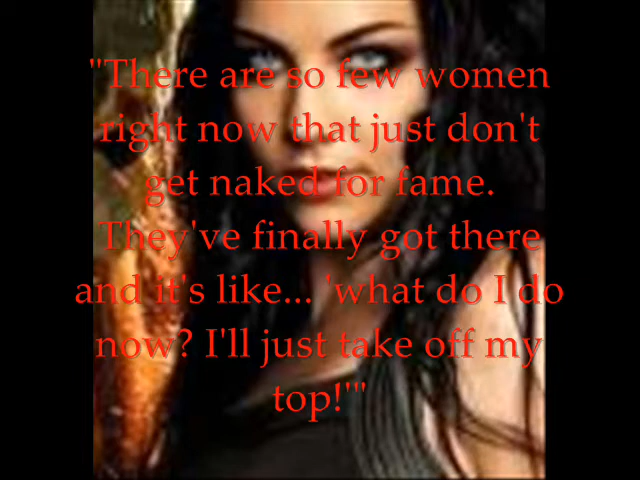 "There are so few women
right now that just don't
get naked for fame.
They've finally got there
and it's like... 'what do I do
now? I'll just take off my
top!'"